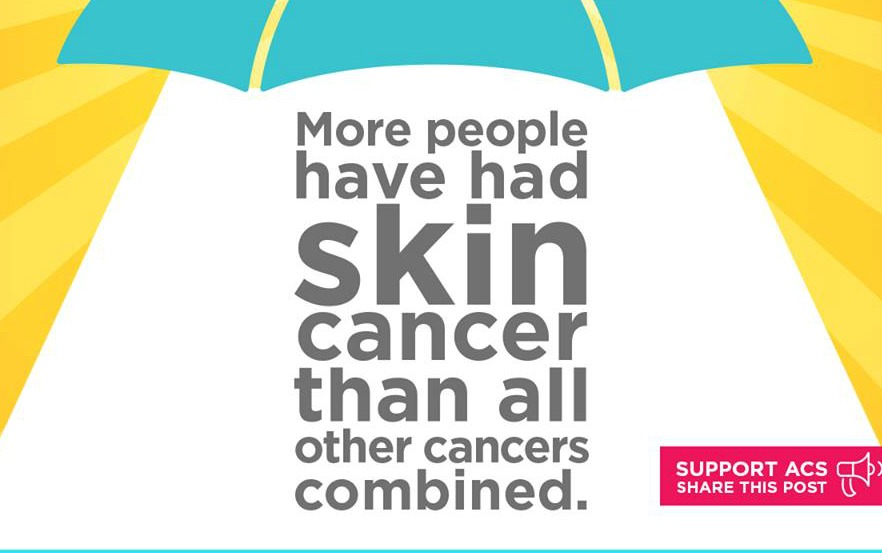 More people
have had
skin
cancer
than all
other cancers
combined.
SUPPORT ACS
SHARE THIS POST